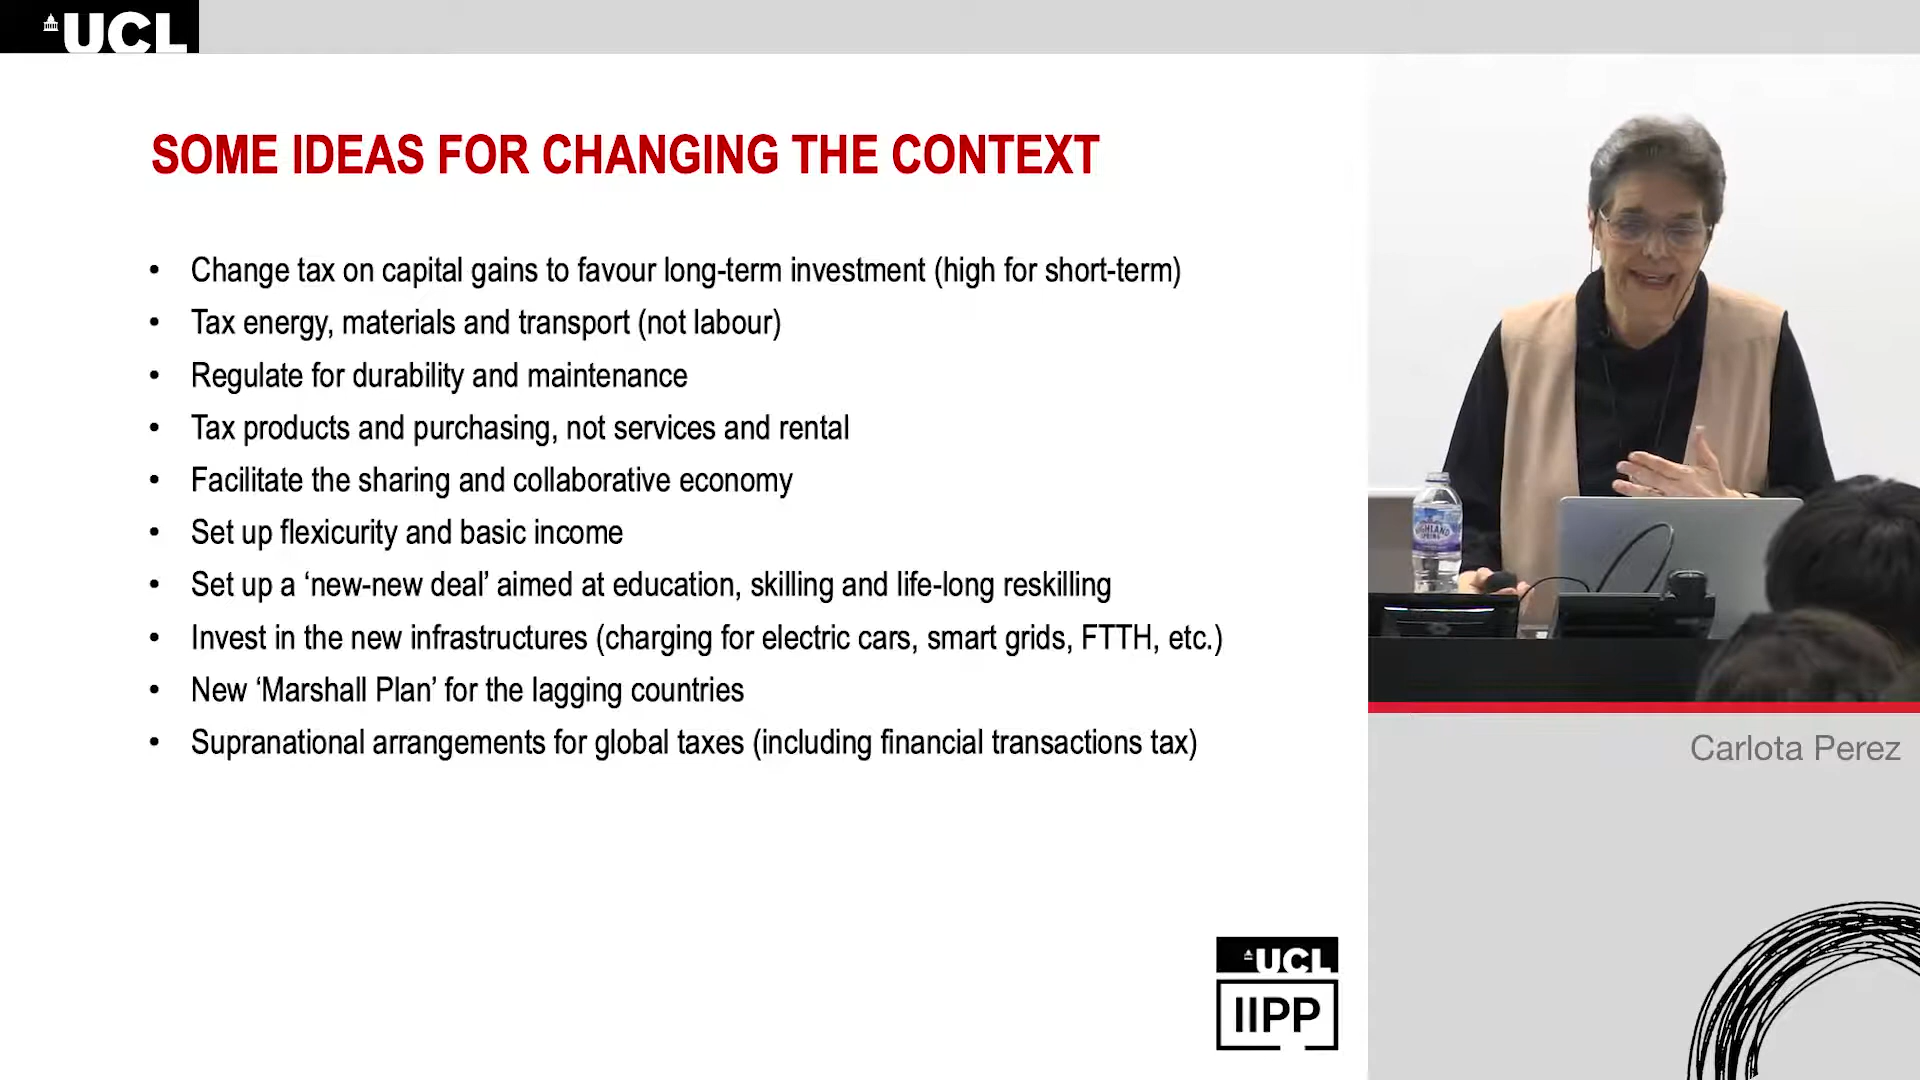 UCL
SOME IDEAS FOR CHANGING THE CONTEXT
• Change tax on capital gains to favour long-term investment (high for short-term)
• Tax energy, materials and transport (not labour)
• Regulate for durability and maintenance
• Tax products and purchasing, not services and rental
• Facilitate the sharing and collaborative economy
• Set up flexicurity and basic income
• Set up a ‘new-new deal’ aimed at education, skilling and life-long reskilling
• Invest in the new infrastructures (charging for electric cars, smart grids, FTTH, etc.)
• New ‘Marshall Plan’ for the lagging countries
• Supranational arrangements for global taxes (including financial transactions tax)
HIGHLAND
SPRING
Carlota Perez
UCL
IIPP